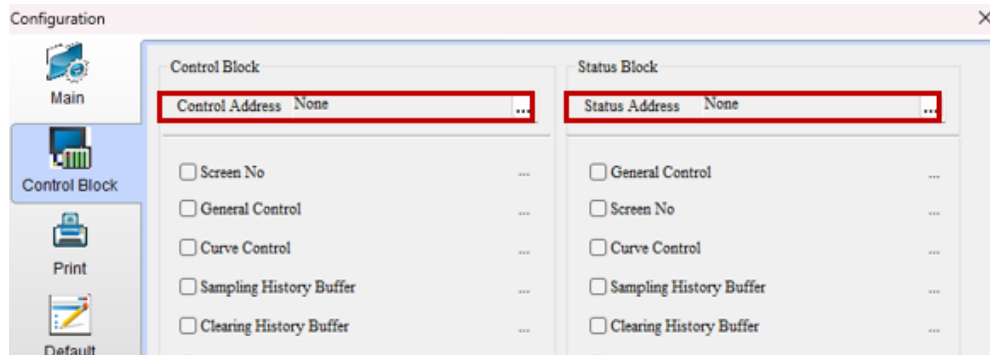 Configuration
Main
Control Block
Print
Default
Control Block
Control Address None ...
Screen No ...
General Control ...
Curve Control ...
Sampling History Buffer ...
Clearing History Buffer ...
Status Block
Status Address None ...
General Control ...
Screen No ...
Curve Control ...
Sampling History Buffer ...
Clearing History Buffer ...